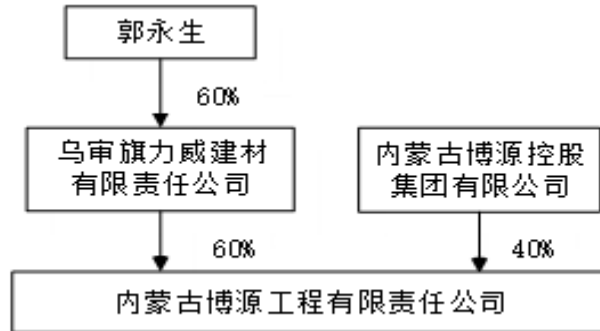 郭永生
60%
乌审旗力威建材
有限责任公司
内蒙古博源控股
集团有限公司
60%
40%
内蒙古博源工程有限责任公司